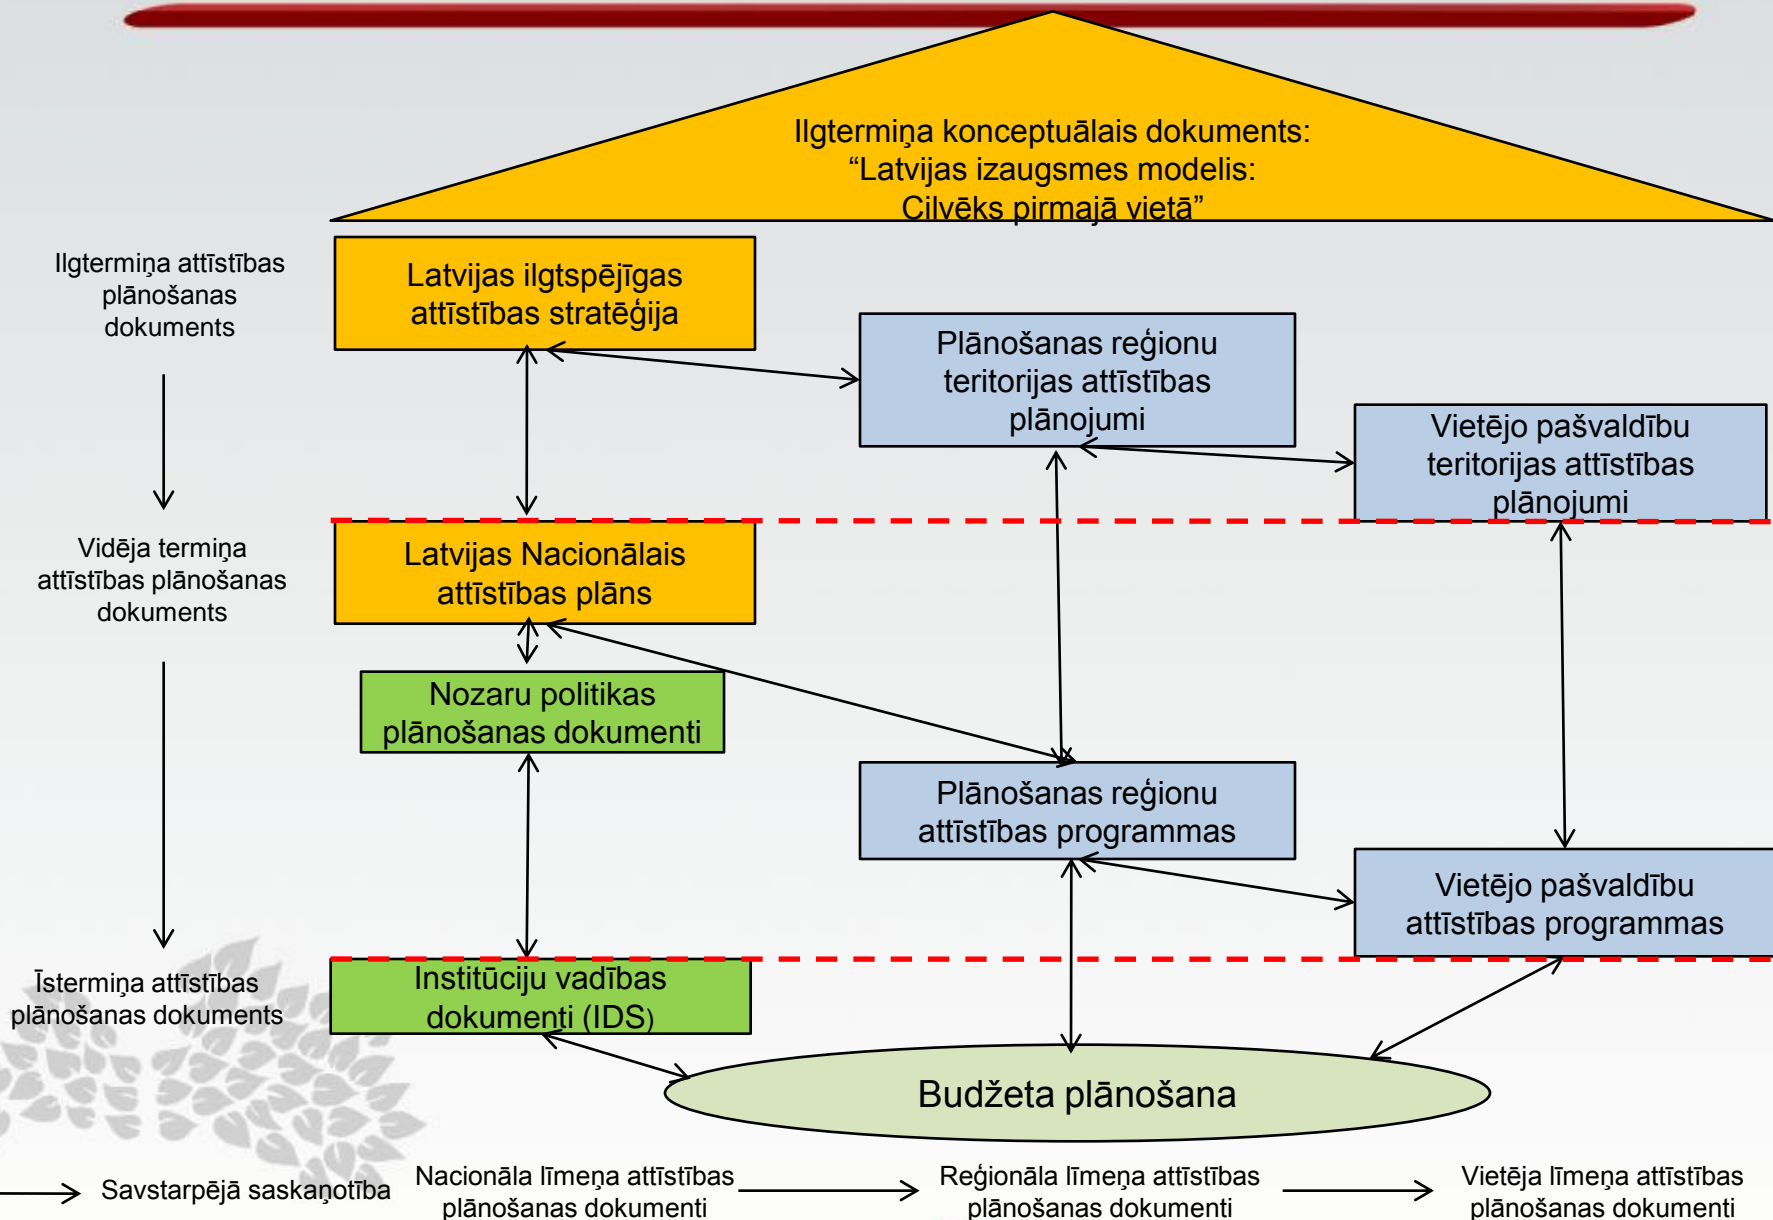 Ilgtermiņa konceptuālais dokuments:
“Latvijas izaugsmes modelis:
Cilvēks pirmajā vietā”
Ilgtermiņa attīstības
plānošanas
dokuments
Latvijas ilgtspējīgas
attīstības stratēģija
Plānošanas reģionu
teritorijas attīstības
plānojumi
Vietējo pašvaldību
teritorijas attīstības
plānojumi
Vidēja termiņa
attīstības plānošanas
dokuments
Latvijas Nacionālais
attīstības plāns
Nozaru politikas
plānošanas dokumenti
Plānošanas reģionu
attīstības programmas
Vietējo pašvaldību
attīstības programmas
Īstermiņa attīstības
plānošanas dokuments
Institūciju vadības
dokumenti (IDS)
Budžeta plānošana
Savstarpējā saskaņotība
Nacionāla līmeņa attīstības
plānošanas dokumenti
Reģionāla līmeņa attīstības
plānošanas dokumenti
Vietēja līmeņa attīstības
plānošanas dokumenti